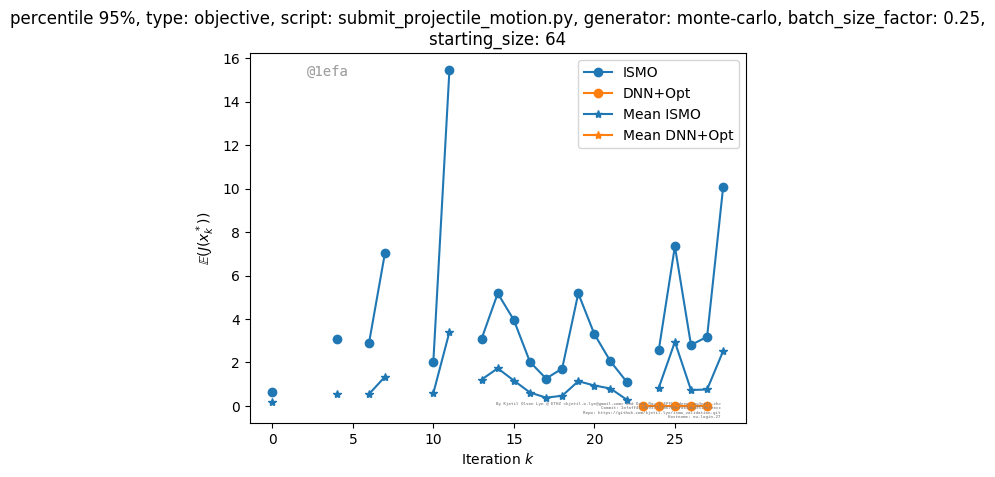 percentile 95%, type: objective, script: submit_projectile_motion.py, generator: monte-carlo, batch_size_factor: 0.25,
starting_size: 64
@1efa
ISMO
DNN+Opt
Mean ISMO
Mean DNN+Opt
16
14
12
10
8
6
4
2
0
𝔼(J(x*k))
0 5 10 15 20 25
Iteration k